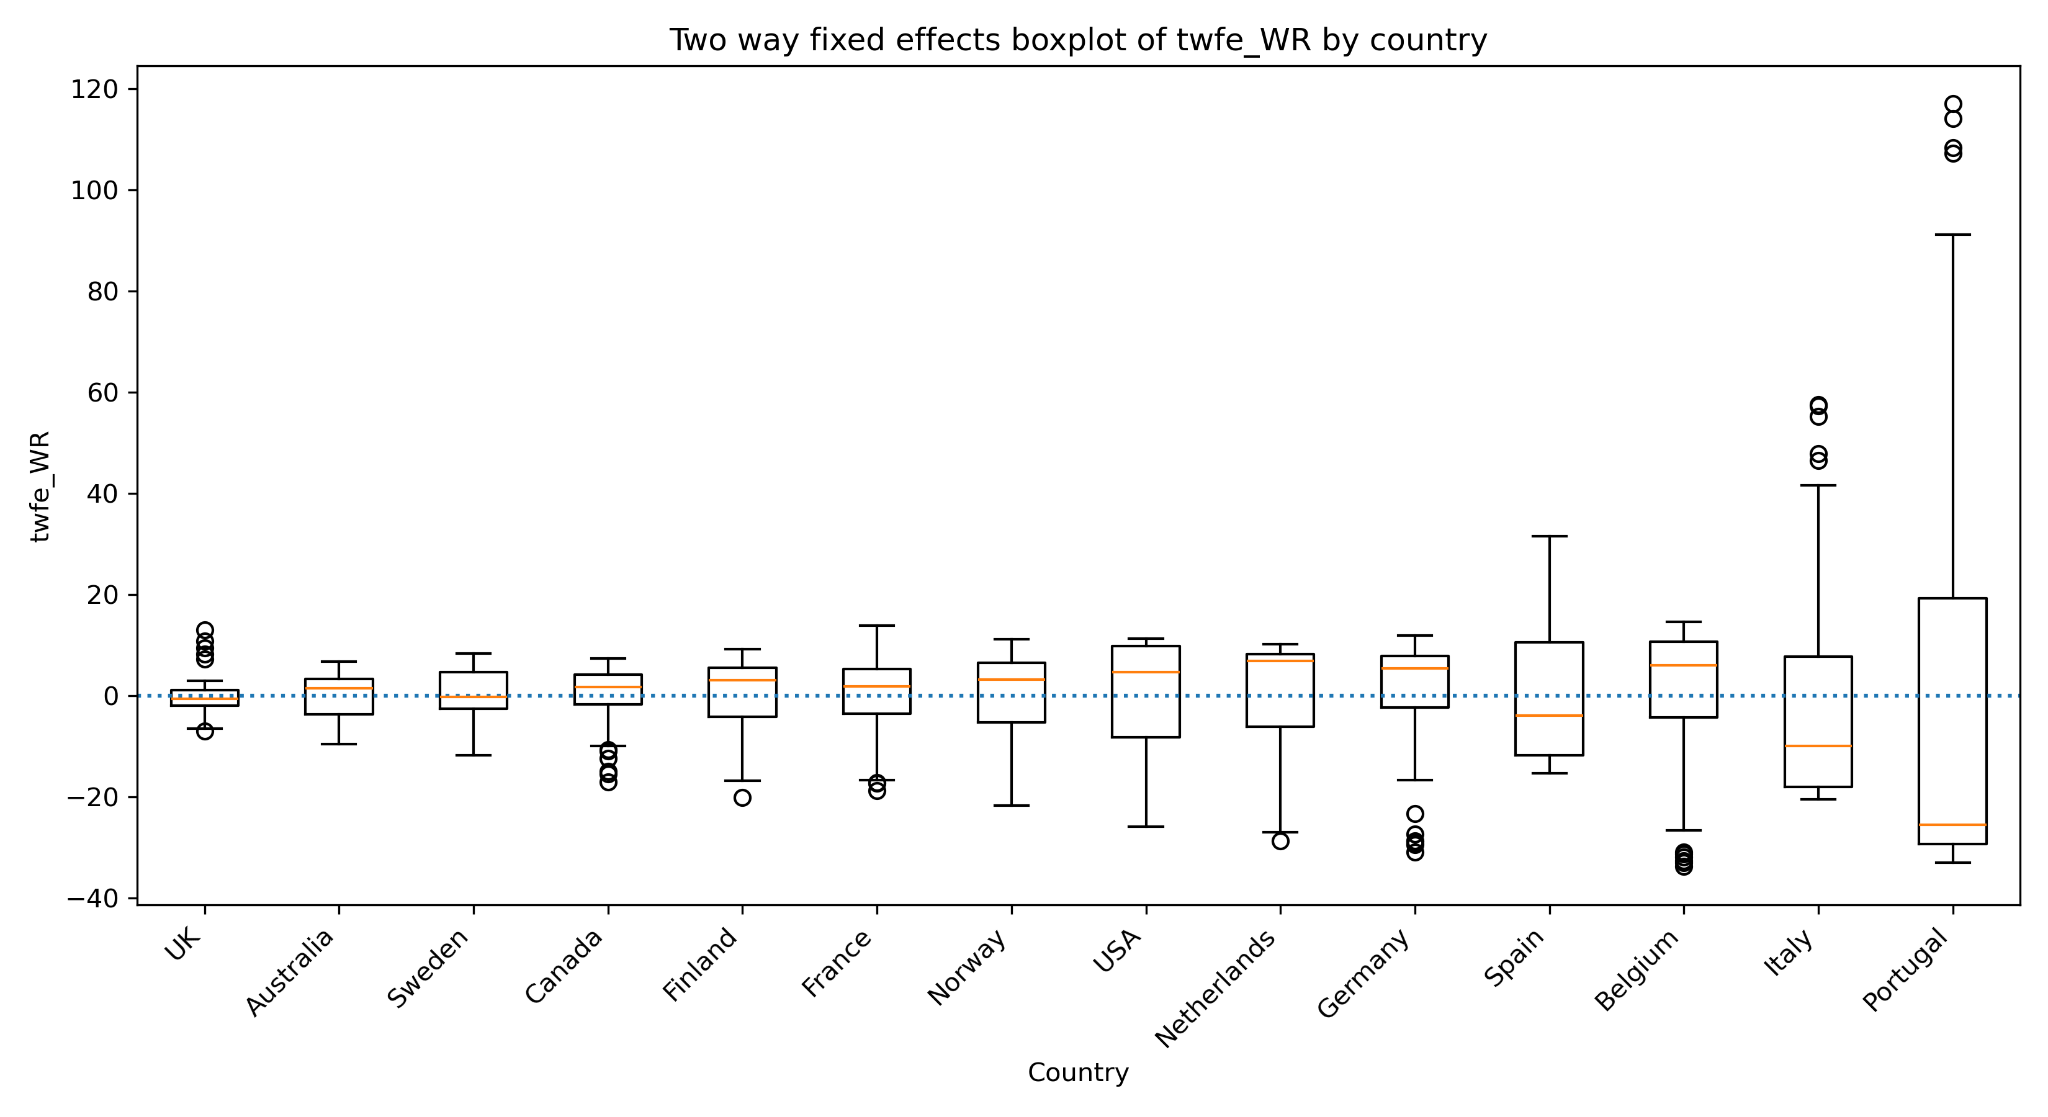 Two way fixed effects boxplot of twfe_WR by country
120
100
80
60
40
20
0
−20
−40
twfe_WR
UK
Australia
Sweden
Canada
Finland
France
Norway
USA
Netherlands
Germany
Spain
Belgium
Italy
Portugal
Country